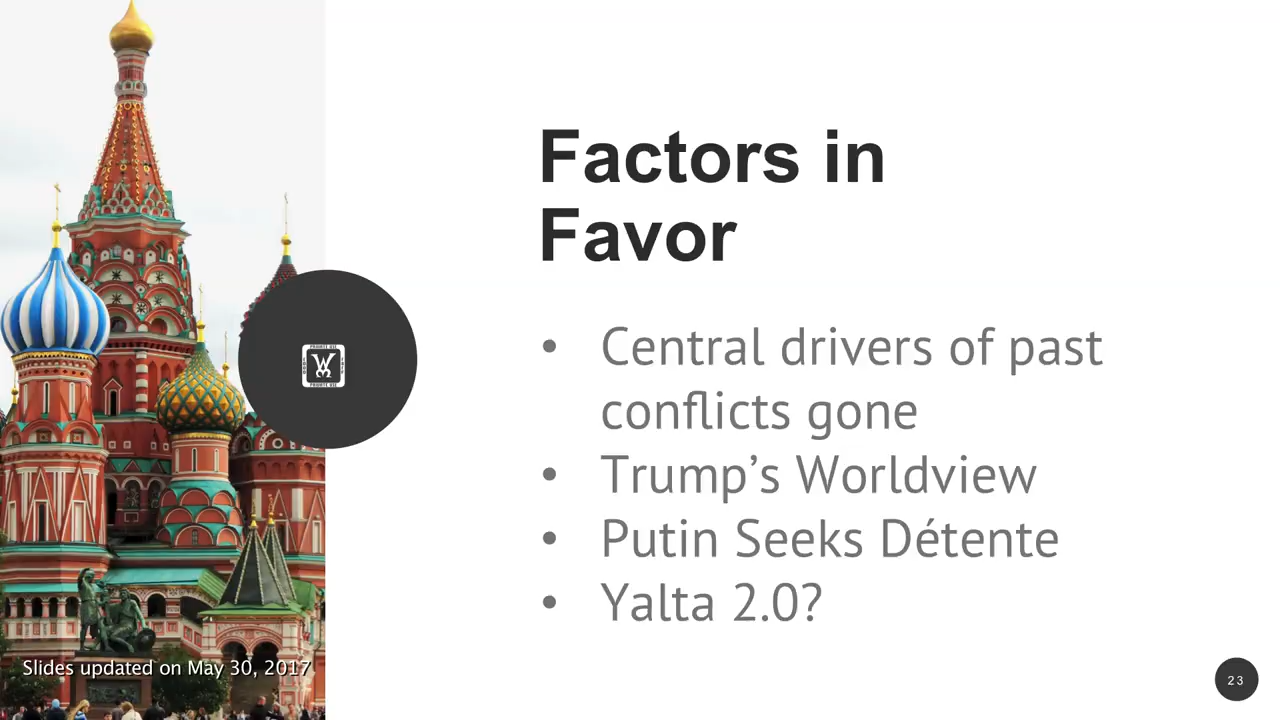 Factors in
Favor
• Central drivers of past
conflicts gone
• Trump’s Worldview
• Putin Seeks Détente
• Yalta 2.0?
Slides updated on May 30, 2017
23